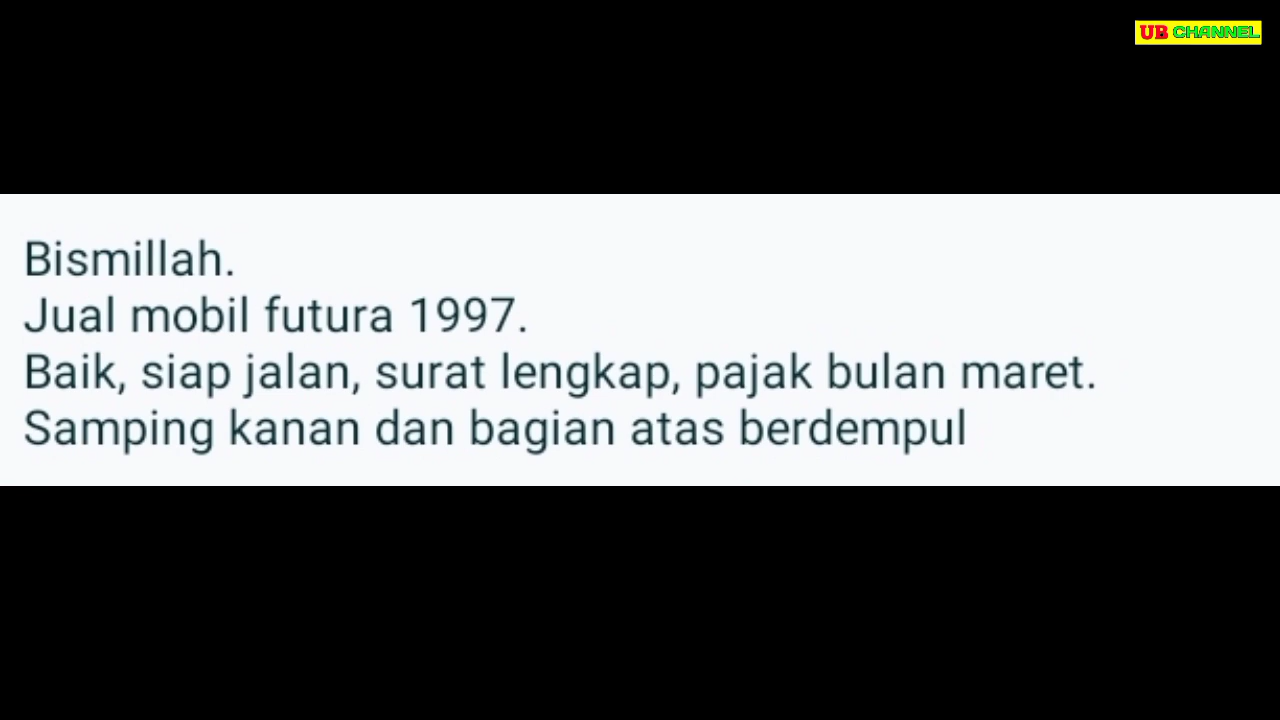 UB CHANNEL
Bismillah.
Jual mobil futura 1997.
Baik, siap jalan, surat lengkap, pajak bulan maret.
Samping kanan dan bagian atas berdempul